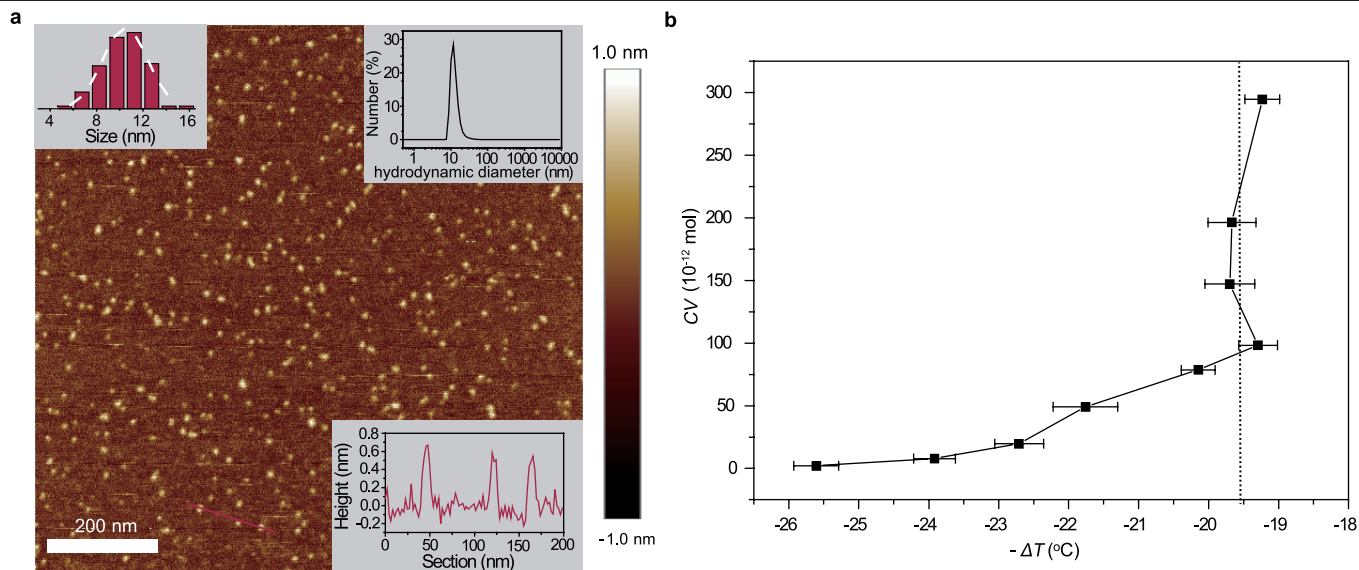 a
4 8 12 16
Size (nm)
Number (%)
30
20
10
0
1 10 100 1000 10000
hydrodynamic diameter (nm)
1.0 nm
-1.0 nm
200 nm
Height (nm)
0.8
0.6
0.4
0.2
0.0
-0.2
0 50 100 150 200
Section (nm)
b
CV (10⁻¹² mol)
300
250
200
150
100
50
0
-26 -25 -24 -23 -22 -21 -20 -19 -18
- ΔT (°C)